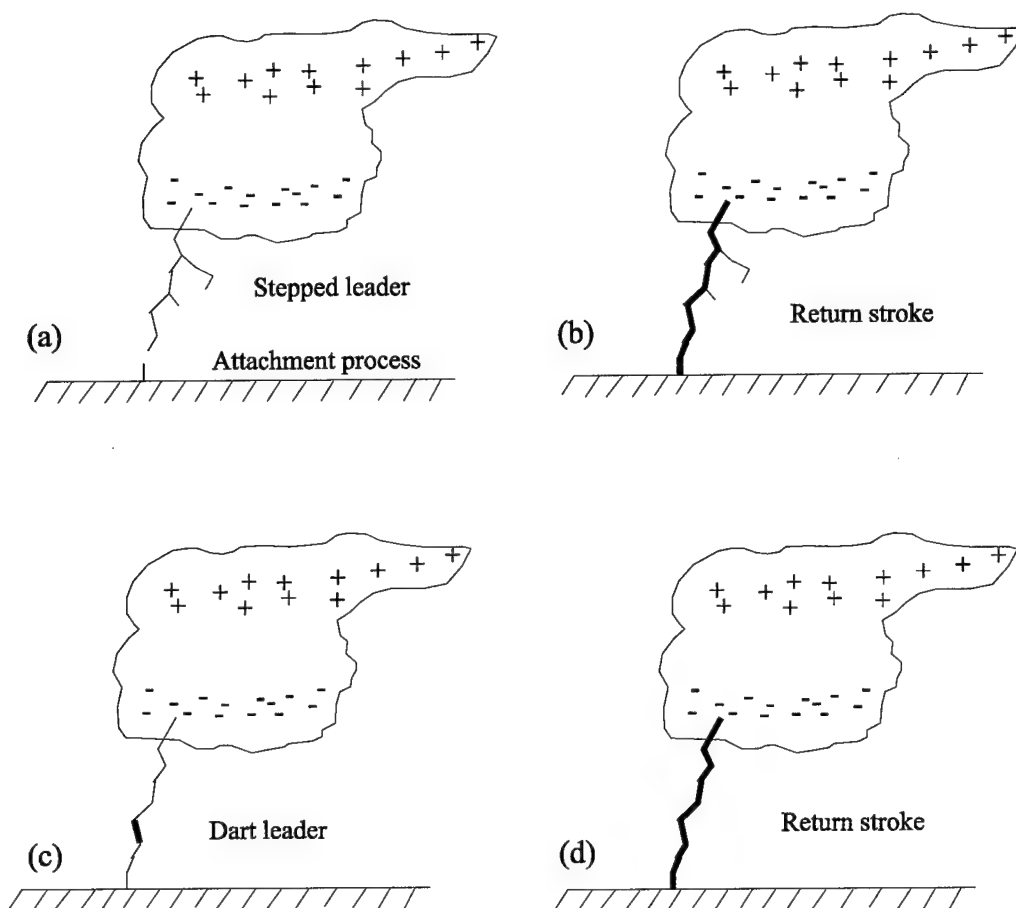 Stepped leader
(a)
Attachment process
Return stroke
(b)
Dart leader
(c)
Return stroke
(d)